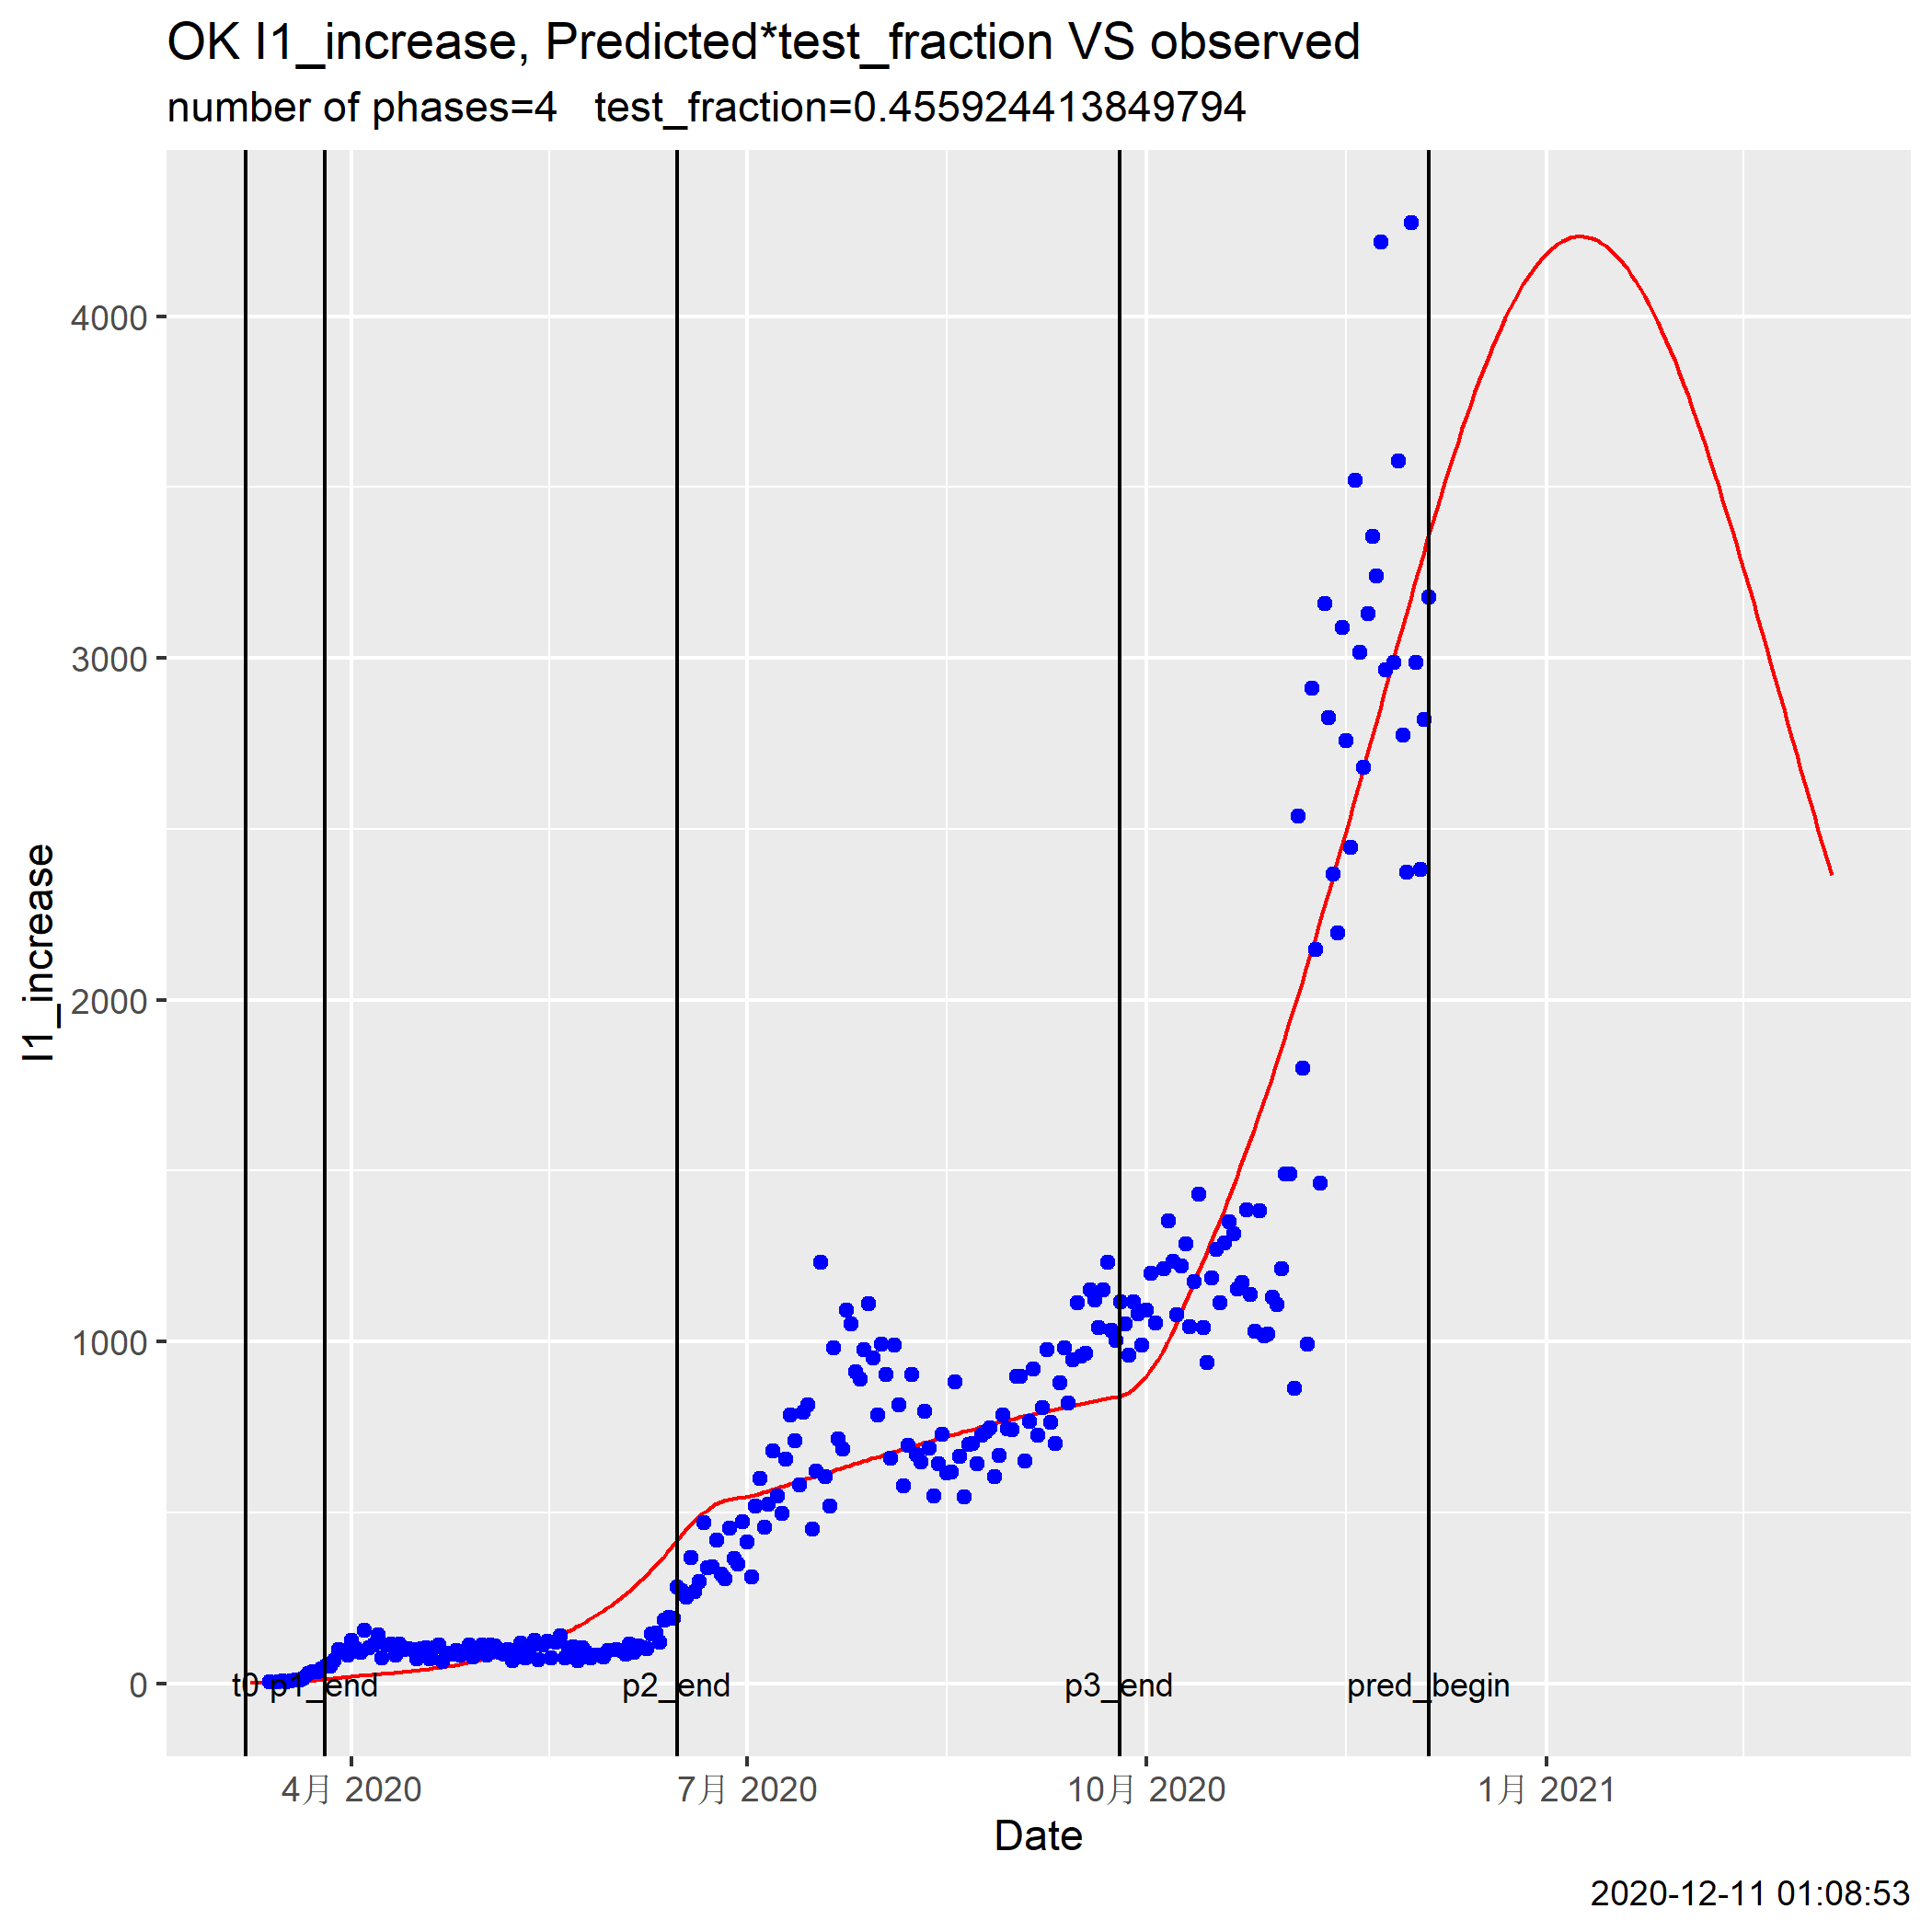 OK I1_increase, Predicted*test_fraction VS observed
number of phases=4   test_fraction=0.455924413849794
I1_increase
4000
3000
2000
1000
0
t0 p1_end p2_end p3_end pred_begin
4月 2020 7月 2020 10月 2020 1月 2021
Date
2020-12-11 01:08:53